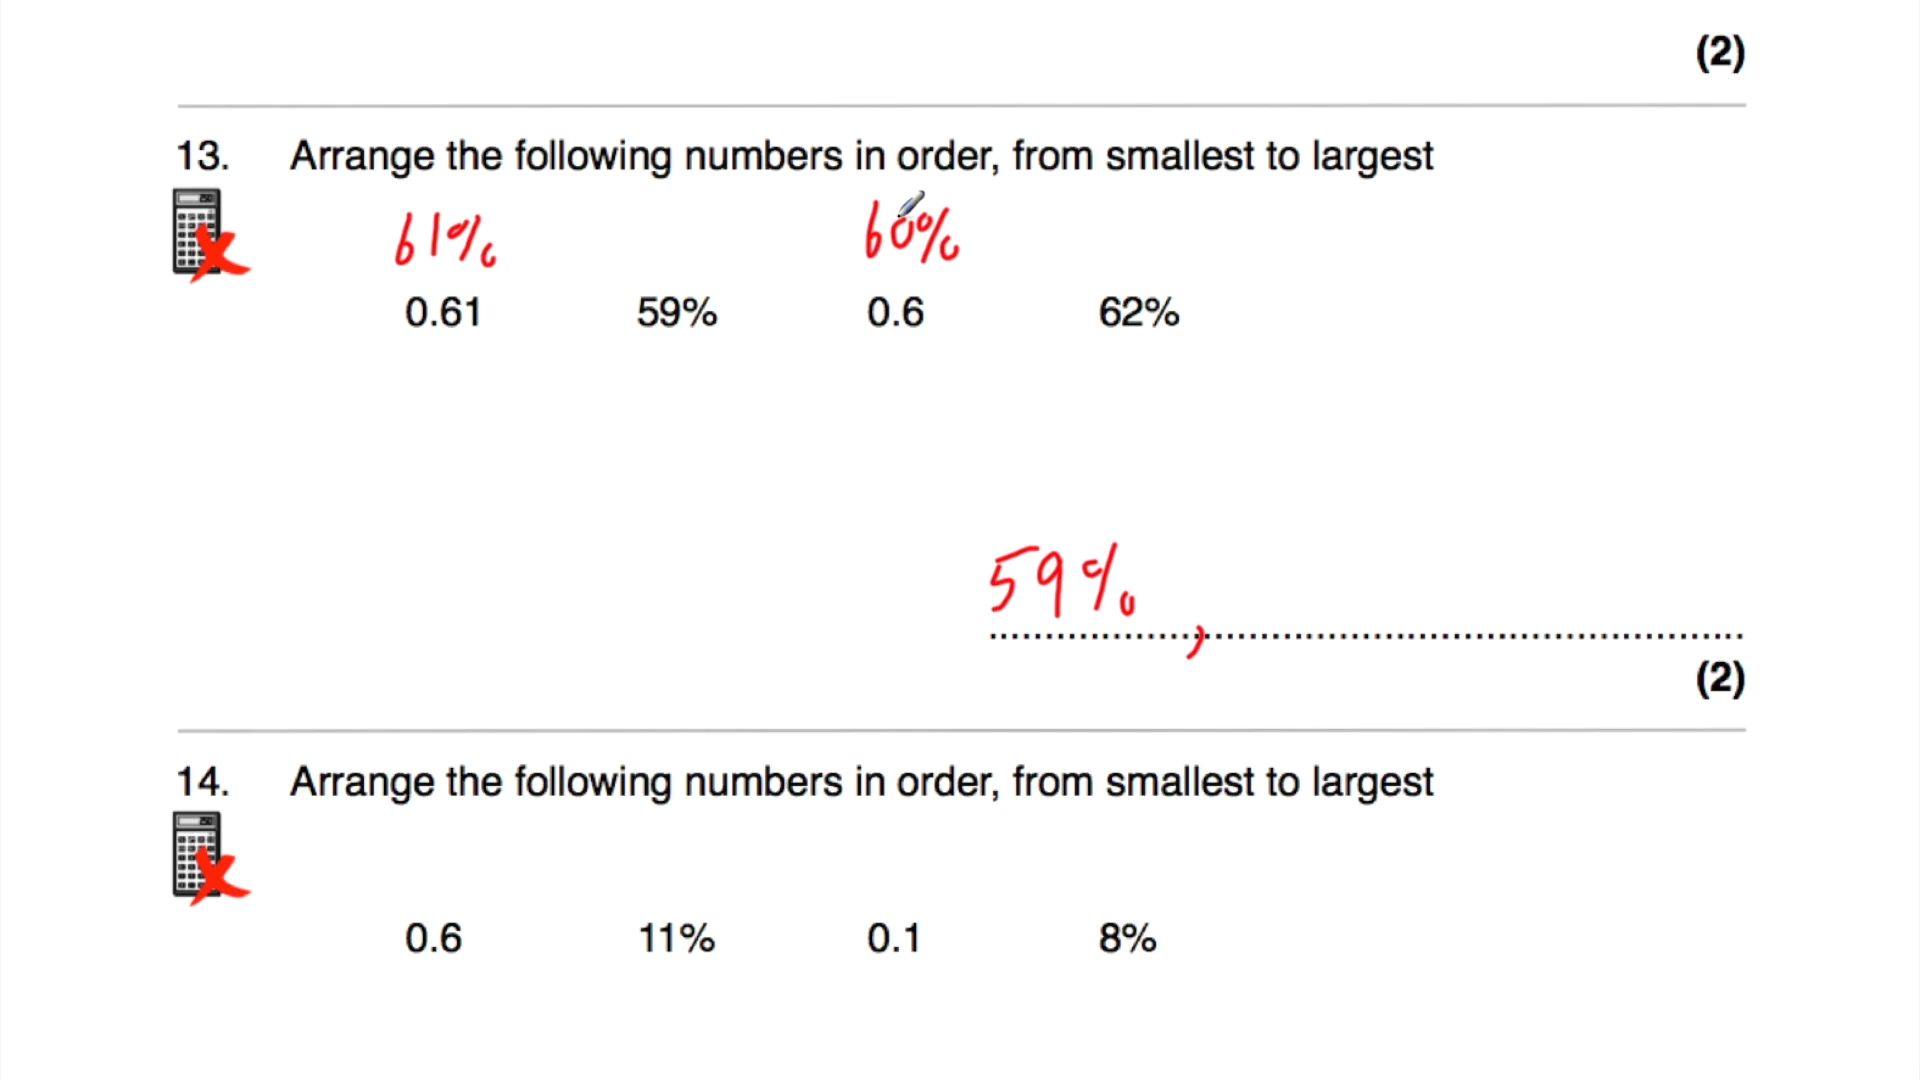 (2)
13. Arrange the following numbers in order, from smallest to largest
61% 60%
0.61 59% 0.6 62%
59% ,
(2)
14. Arrange the following numbers in order, from smallest to largest
0.6 11% 0.1 8%